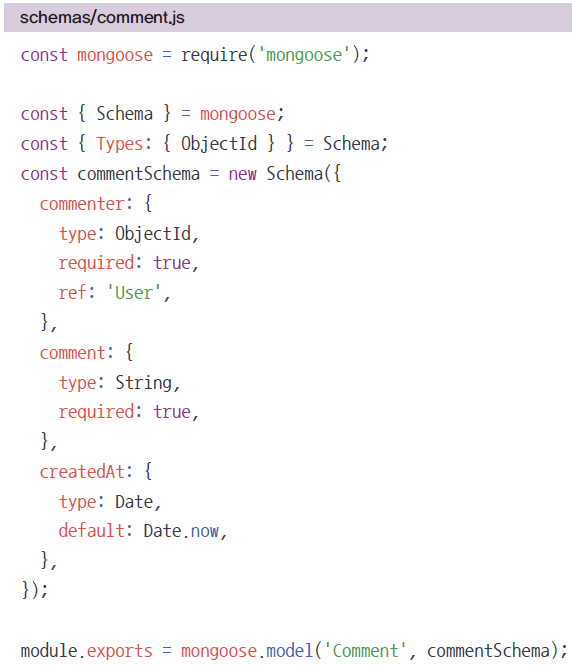 schemas/comment.js
const mongoose = require('mongoose');

const { Schema } = mongoose;
const { Types: { ObjectId } } = Schema;
const commentSchema = new Schema({
  commenter: {
    type: ObjectId,
    required: true,
    ref: 'User',
  },
  comment: {
    type: String,
    required: true,
  },
  createdAt: {
    type: Date,
    default: Date.now,
  },
});

module.exports = mongoose.model('Comment', commentSchema);